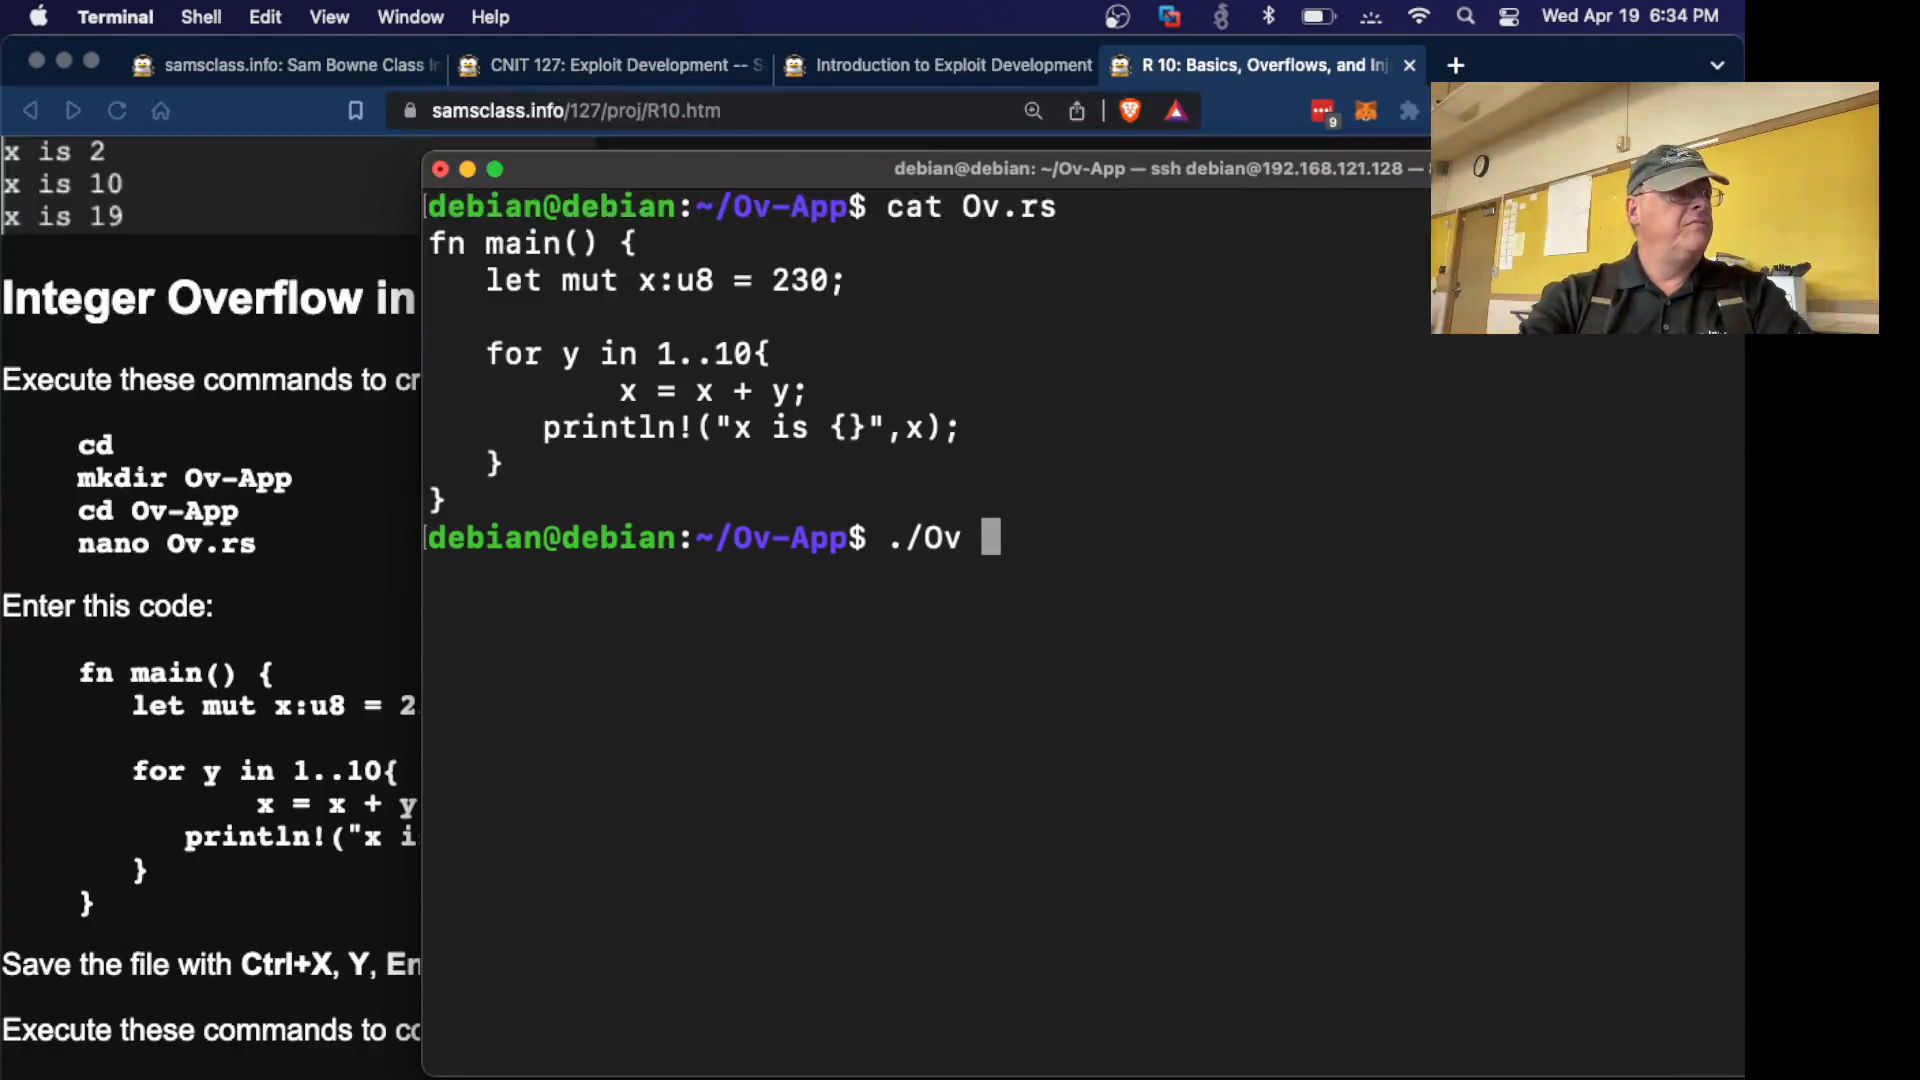 Terminal Shell Edit View Window Help Wed Apr 19 6:34 PM
samsclass.info: Sam Bowne Class In CNIT 127: Exploit Development -- S Introduction to Exploit Development R 10: Basics, Overflows, and Inj
samsclass.info/127/proj/R10.htm 9
x is 2
x is 10
x is 19
Integer Overflow in
Execute these commands to cr
cd
mkdir Ov-App
cd Ov-App
nano Ov.rs
Enter this code:
fn main() {
let mut x:u8 = 2
for y in 1..10{
x = x + y
println!("x i
}
}
Save the file with Ctrl+X, Y, En
Execute these commands to co
debian@debian: ~/Ov-App — ssh debian@192.168.121.128 —
debian@debian:~/Ov-App$ cat Ov.rs
fn main() {
let mut x:u8 = 230;
for y in 1..10{
x = x + y;
println!("x is {}",x);
}
}
debian@debian:~/Ov-App$ ./Ov